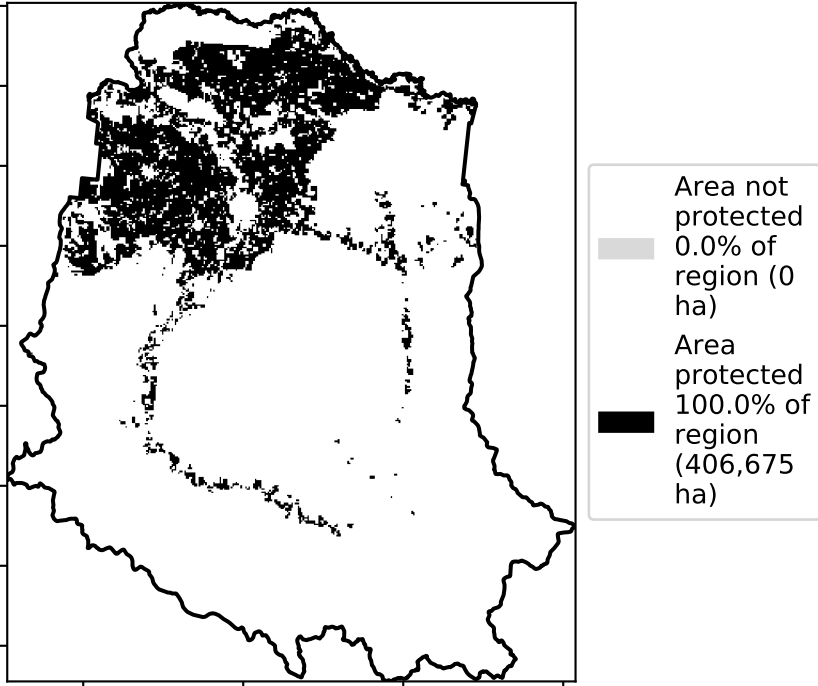 Area not
protected
0.0% of
region (0
ha)
Area
protected
100.0% of
region
(406,675
ha)